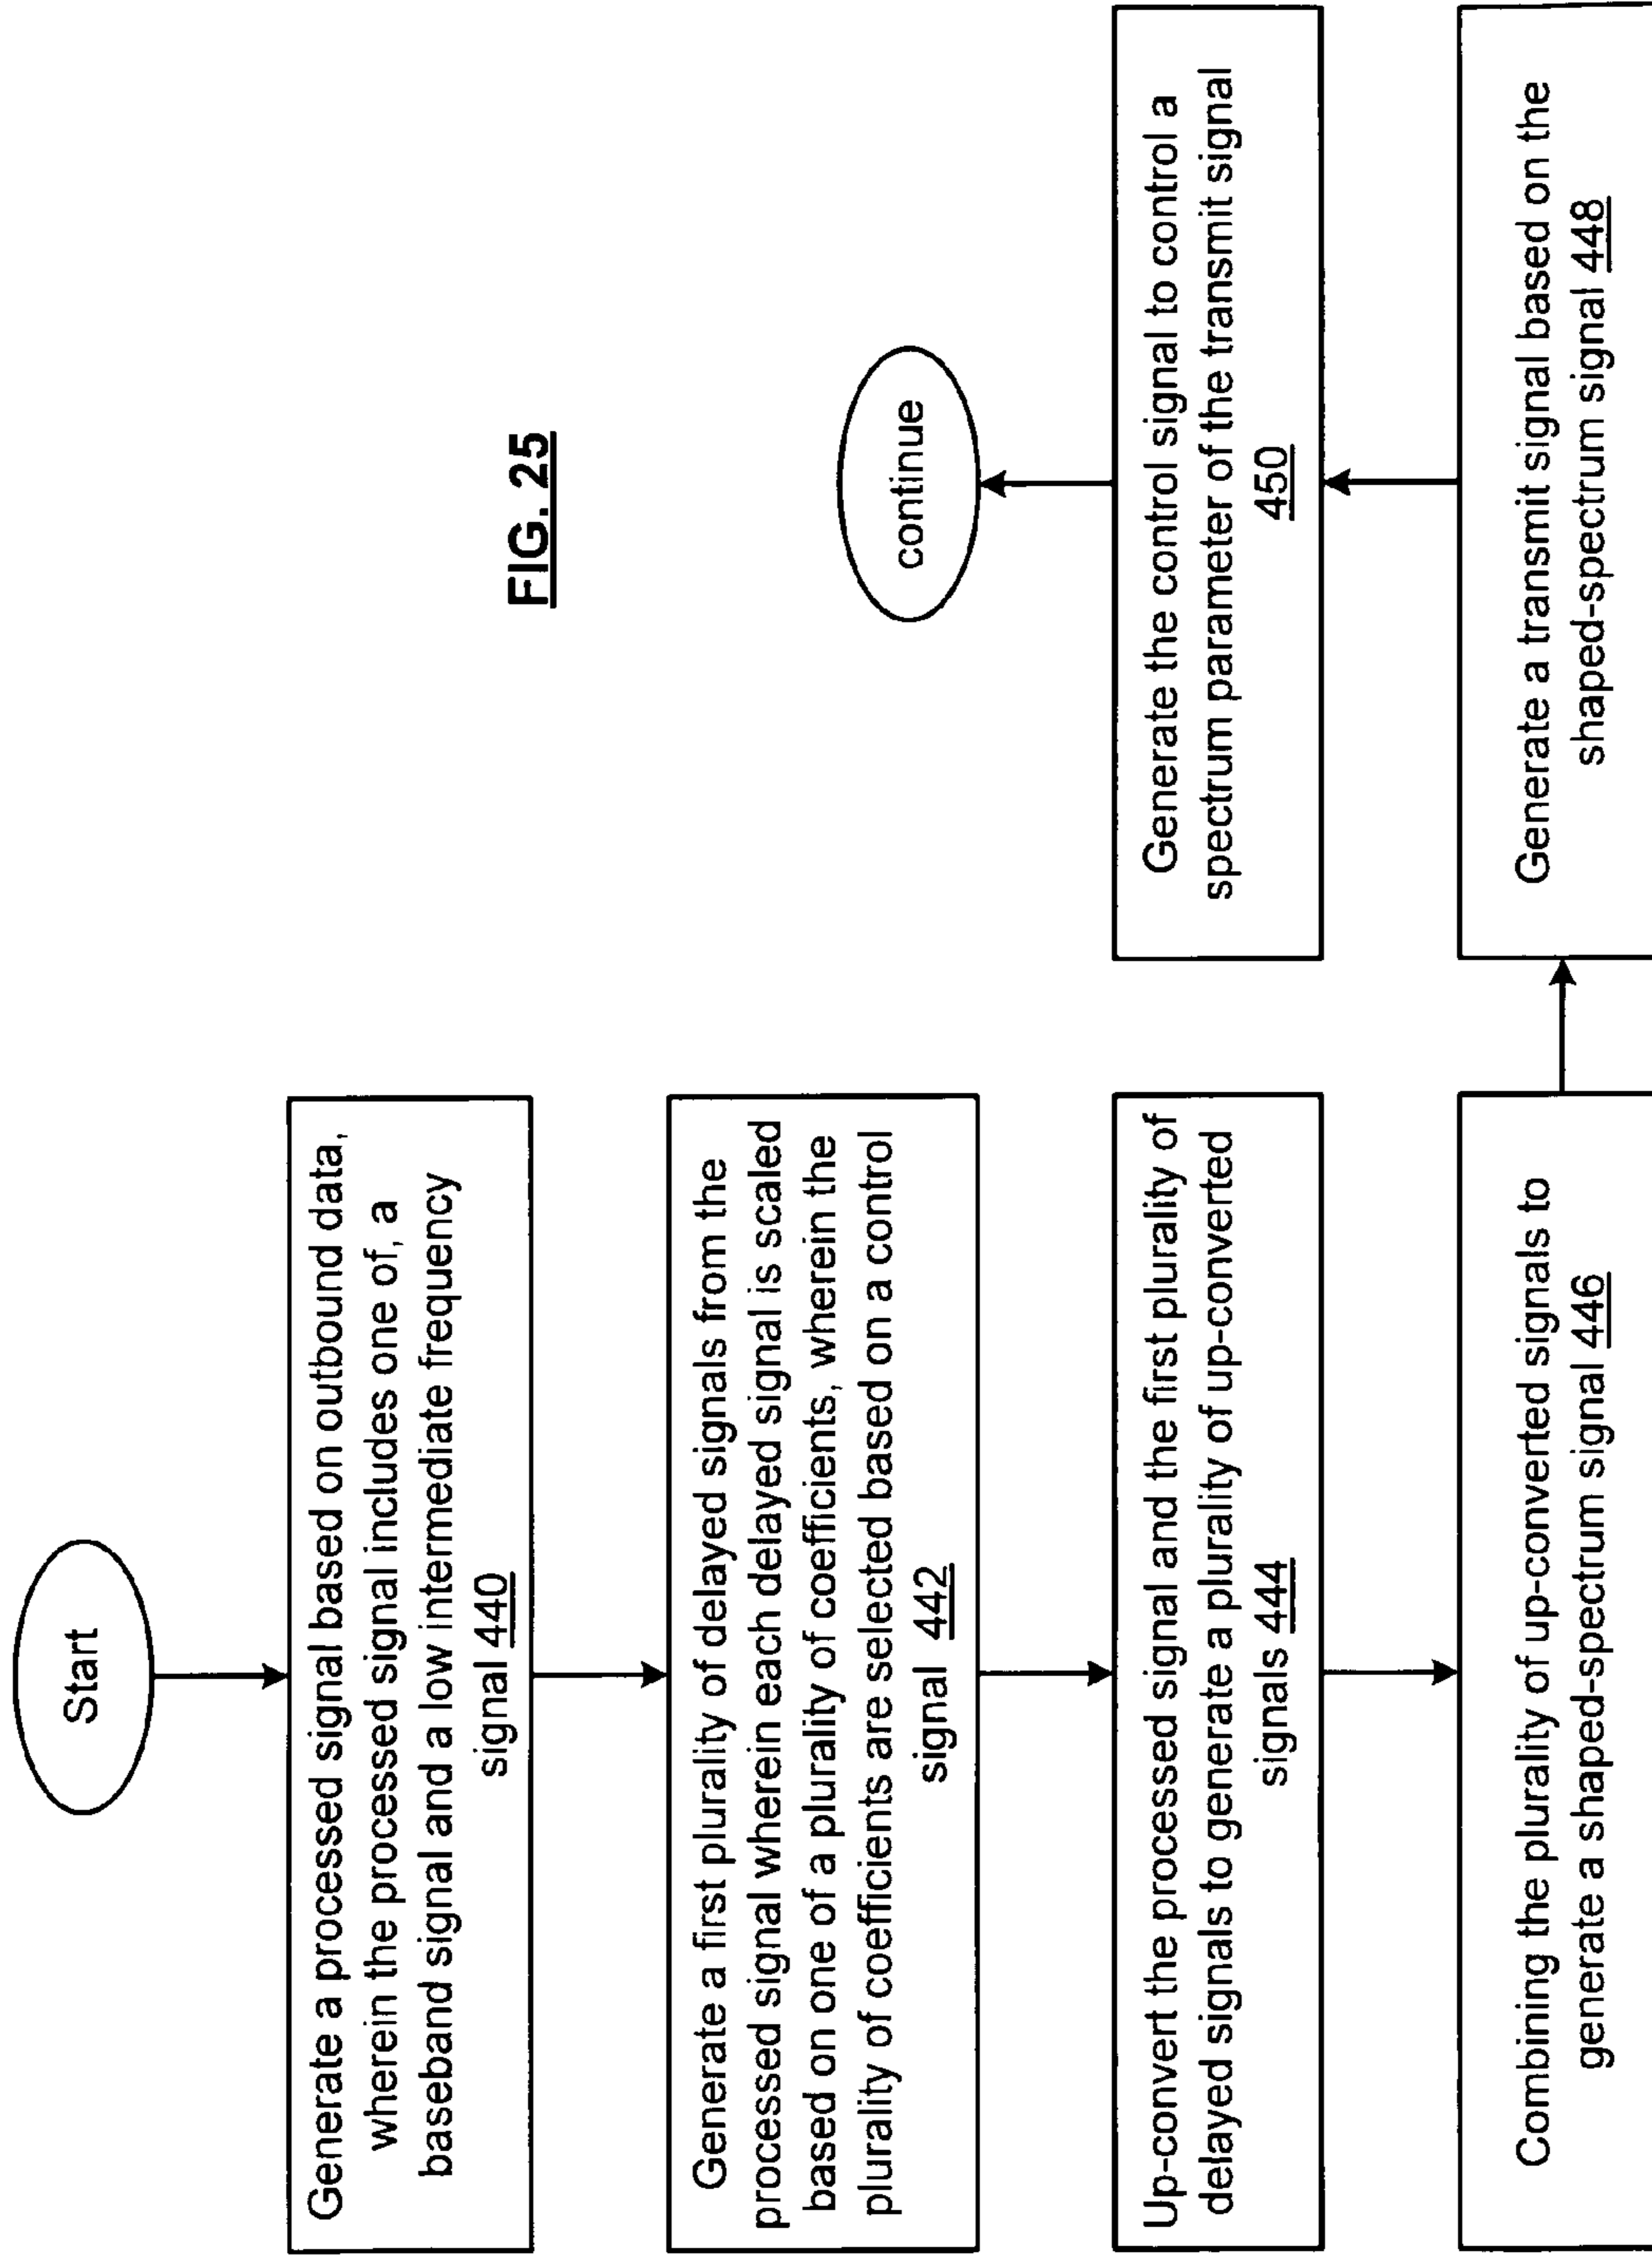 Start
Generate a processed signal based on outbound data,
wherein the processed signal includes one of, a
baseband signal and a low intermediate frequency
signal 440
Generate a first plurality of delayed signals from the
processed signal wherein each delayed signal is scaled
based on one of a plurality of coefficients, wherein the
plurality of coefficients are selected based on a control
signal 442
Up-convert the processed signal and the first plurality of
delayed signals to generate a plurality of up-converted
signals 444
Combining the plurality of up-converted signals to
generate a shaped-spectrum signal 446
Generate a transmit signal based on the
shaped-spectrum signal 448
Generate the control signal to control a
spectrum parameter of the transmit signal
450
continue
FIG. 25